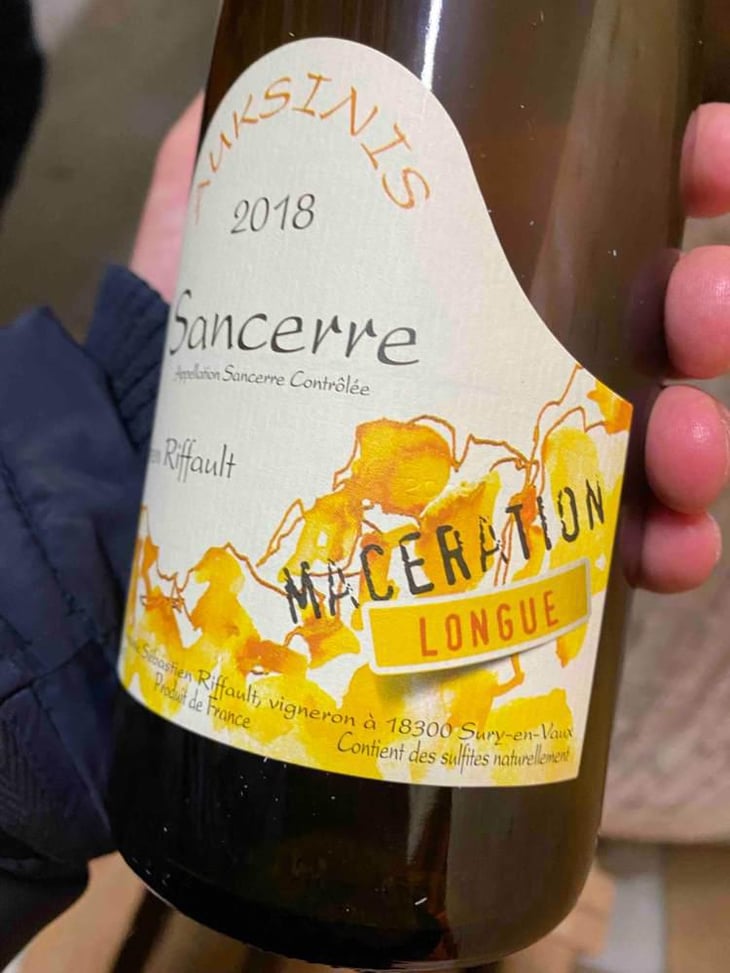 AUKSINIS
2018
Sancerre
Appellation Sancerre Contrôlée
Riffault
MACERATION
LONGUE
Sébastien Riffault, vigneron à 18300 Sury-en-Vaux
Produit de France
Contient des sulfites naturellement